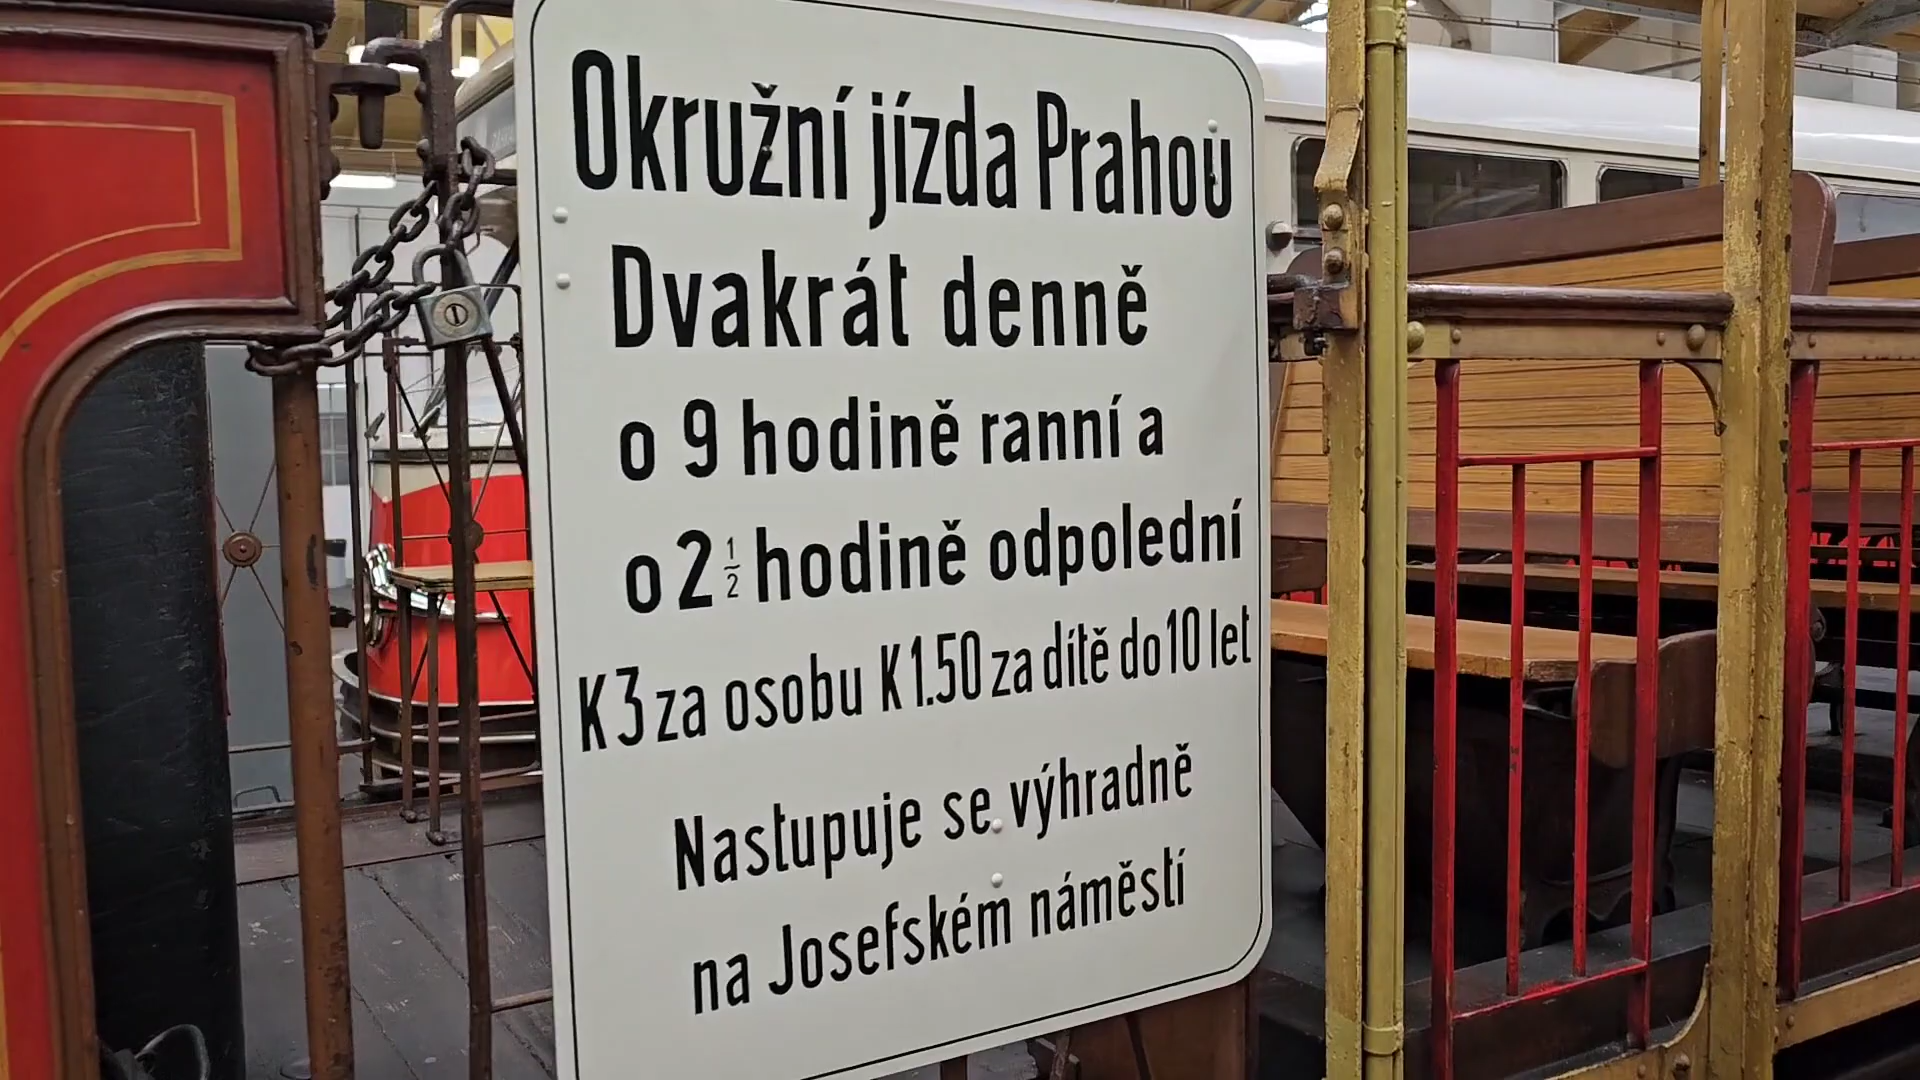 Okružní jízda Prahou
Dvakrát denně
o 9 hodině ranní a
o 2 1/2 hodině odpolední
K 3 za osobu K 1.50 za dítě do 10 let
Nastupuje se výhradně
na Josefském náměstí